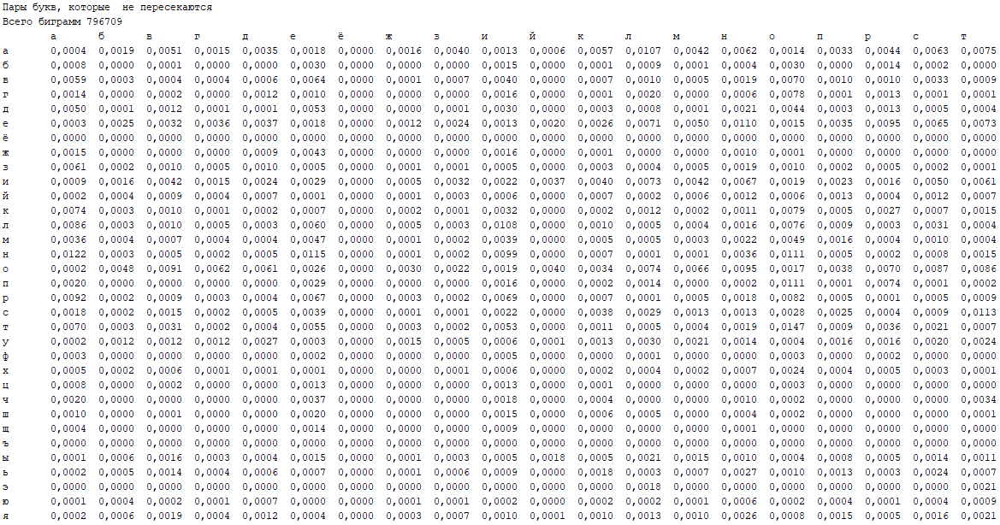 Пары букв, которые не пересекаются
Всего биграмм 796709
а б в г д е ё ж з и й к л м н о п р с т
а 0,0004 0,0019 0,0051 0,0015 0,0035 0,0018 0,0000 0,0016 0,0040 0,0013 0,0006 0,0057 0,0107 0,0042 0,0062 0,0014 0,0033 0,0044 0,0063 0,0075
б 0,0008 0,0000 0,0001 0,0000 0,0000 0,0030 0,0000 0,0000 0,0000 0,0015 0,0000 0,0001 0,0009 0,0001 0,0004 0,0030 0,0000 0,0014 0,0002 0,0000
в 0,0059 0,0003 0,0004 0,0004 0,0006 0,0064 0,0000 0,0001 0,0007 0,0040 0,0000 0,0007 0,0010 0,0005 0,0019 0,0070 0,0010 0,0010 0,0033 0,0009
г 0,0014 0,0000 0,0002 0,0000 0,0012 0,0010 0,0000 0,0000 0,0000 0,0016 0,0000 0,0001 0,0020 0,0000 0,0006 0,0078 0,0001 0,0013 0,0001 0,0001
д 0,0050 0,0001 0,0012 0,0001 0,0001 0,0053 0,0000 0,0000 0,0001 0,0030 0,0000 0,0003 0,0008 0,0001 0,0021 0,0044 0,0003 0,0013 0,0005 0,0004
е 0,0003 0,0025 0,0032 0,0036 0,0037 0,0018 0,0000 0,0012 0,0024 0,0013 0,0020 0,0026 0,0071 0,0050 0,0110 0,0015 0,0035 0,0095 0,0065 0,0073
ё 0,0000 0,0000 0,0000 0,0000 0,0000 0,0000 0,0000 0,0000 0,0000 0,0000 0,0000 0,0000 0,0000 0,0000 0,0000 0,0000 0,0000 0,0000 0,0000 0,0000
ж 0,0015 0,0000 0,0000 0,0000 0,0009 0,0043 0,0000 0,0000 0,0000 0,0016 0,0000 0,0001 0,0000 0,0000 0,0010 0,0001 0,0000 0,0000 0,0000 0,0000
з 0,0061 0,0002 0,0010 0,0005 0,0010 0,0005 0,0000 0,0001 0,0001 0,0005 0,0000 0,0003 0,0004 0,0005 0,0019 0,0010 0,0002 0,0005 0,0002 0,0001
и 0,0009 0,0016 0,0042 0,0015 0,0024 0,0029 0,0000 0,0005 0,0032 0,0022 0,0037 0,0040 0,0073 0,0042 0,0067 0,0019 0,0023 0,0016 0,0050 0,0061
й 0,0002 0,0004 0,0009 0,0004 0,0007 0,0001 0,0000 0,0001 0,0003 0,0006 0,0000 0,0007 0,0002 0,0006 0,0012 0,0006 0,0013 0,0004 0,0012 0,0007
к 0,0074 0,0003 0,0010 0,0001 0,0002 0,0007 0,0000 0,0002 0,0001 0,0032 0,0000 0,0002 0,0012 0,0002 0,0011 0,0079 0,0005 0,0027 0,0007 0,0015
л 0,0086 0,0003 0,0010 0,0005 0,0003 0,0060 0,0000 0,0005 0,0003 0,0108 0,0000 0,0010 0,0005 0,0004 0,0016 0,0076 0,0009 0,0003 0,0031 0,0004
м 0,0036 0,0004 0,0007 0,0004 0,0004 0,0047 0,0000 0,0001 0,0002 0,0039 0,0000 0,0005 0,0005 0,0003 0,0022 0,0049 0,0016 0,0004 0,0010 0,0004
н 0,0122 0,0003 0,0005 0,0002 0,0005 0,0115 0,0000 0,0001 0,0002 0,0099 0,0000 0,0007 0,0001 0,0001 0,0036 0,0111 0,0005 0,0002 0,0008 0,0015
о 0,0002 0,0048 0,0091 0,0062 0,0061 0,0026 0,0000 0,0030 0,0022 0,0019 0,0040 0,0034 0,0074 0,0066 0,0095 0,0017 0,0038 0,0070 0,0087 0,0086
п 0,0020 0,0000 0,0000 0,0000 0,0000 0,0029 0,0000 0,0000 0,0000 0,0016 0,0000 0,0002 0,0014 0,0000 0,0002 0,0111 0,0001 0,0074 0,0001 0,0002
р 0,0092 0,0002 0,0009 0,0003 0,0004 0,0067 0,0000 0,0003 0,0002 0,0069 0,0000 0,0007 0,0001 0,0005 0,0018 0,0082 0,0005 0,0001 0,0005 0,0009
с 0,0018 0,0002 0,0015 0,0002 0,0005 0,0039 0,0000 0,0001 0,0001 0,0022 0,0000 0,0038 0,0029 0,0013 0,0013 0,0028 0,0025 0,0004 0,0009 0,0113
т 0,0070 0,0003 0,0031 0,0002 0,0004 0,0055 0,0000 0,0003 0,0002 0,0053 0,0000 0,0011 0,0005 0,0004 0,0019 0,0147 0,0009 0,0036 0,0021 0,0007
у 0,0002 0,0012 0,0012 0,0012 0,0027 0,0003 0,0000 0,0015 0,0005 0,0006 0,0001 0,0013 0,0030 0,0021 0,0014 0,0004 0,0016 0,0016 0,0020 0,0024
ф 0,0003 0,0000 0,0000 0,0000 0,0000 0,0002 0,0000 0,0000 0,0000 0,0005 0,0000 0,0000 0,0001 0,0000 0,0000 0,0003 0,0000 0,0002 0,0000 0,0000
х 0,0005 0,0002 0,0006 0,0001 0,0001 0,0001 0,0000 0,0000 0,0001 0,0006 0,0000 0,0002 0,0004 0,0002 0,0007 0,0024 0,0004 0,0005 0,0003 0,0001
ц 0,0008 0,0000 0,0002 0,0000 0,0000 0,0013 0,0000 0,0000 0,0000 0,0013 0,0000 0,0001 0,0000 0,0000 0,0000 0,0003 0,0000 0,0000 0,0000 0,0000
ч 0,0020 0,0000 0,0000 0,0000 0,0000 0,0037 0,0000 0,0000 0,0000 0,0018 0,0000 0,0004 0,0000 0,0000 0,0010 0,0002 0,0000 0,0000 0,0000 0,0034
ш 0,0010 0,0000 0,0001 0,0000 0,0000 0,0020 0,0000 0,0000 0,0000 0,0015 0,0000 0,0006 0,0005 0,0000 0,0004 0,0002 0,0000 0,0000 0,0000 0,0001
щ 0,0004 0,0000 0,0000 0,0000 0,0000 0,0014 0,0000 0,0000 0,0000 0,0009 0,0000 0,0000 0,0000 0,0000 0,0001 0,0000 0,0000 0,0000 0,0000 0,0000
ъ 0,0000 0,0000 0,0000 0,0000 0,0000 0,0000 0,0000 0,0000 0,0000 0,0000 0,0000 0,0000 0,0000 0,0000 0,0000 0,0000 0,0000 0,0000 0,0000 0,0000
ы 0,0001 0,0006 0,0016 0,0003 0,0004 0,0015 0,0000 0,0001 0,0003 0,0005 0,0018 0,0005 0,0021 0,0015 0,0010 0,0004 0,0008 0,0005 0,0014 0,0011
ь 0,0002 0,0005 0,0014 0,0004 0,0006 0,0007 0,0000 0,0001 0,0006 0,0009 0,0000 0,0018 0,0003 0,0007 0,0027 0,0010 0,0013 0,0003 0,0024 0,0007
э 0,0000 0,0000 0,0000 0,0000 0,0000 0,0000 0,0000 0,0000 0,0000 0,0000 0,0000 0,0002 0,0018 0,0000 0,0000 0,0000 0,0000 0,0000 0,0000 0,0021
ю 0,0001 0,0004 0,0002 0,0001 0,0007 0,0000 0,0000 0,0001 0,0001 0,0002 0,0000 0,0002 0,0002 0,0001 0,0006 0,0002 0,0004 0,0001 0,0004 0,0009
я 0,0002 0,0006 0,0019 0,0004 0,0012 0,0004 0,0000 0,0003 0,0007 0,0010 0,0001 0,0010 0,0013 0,0010 0,0026 0,0008 0,0015 0,0005 0,0016 0,0021